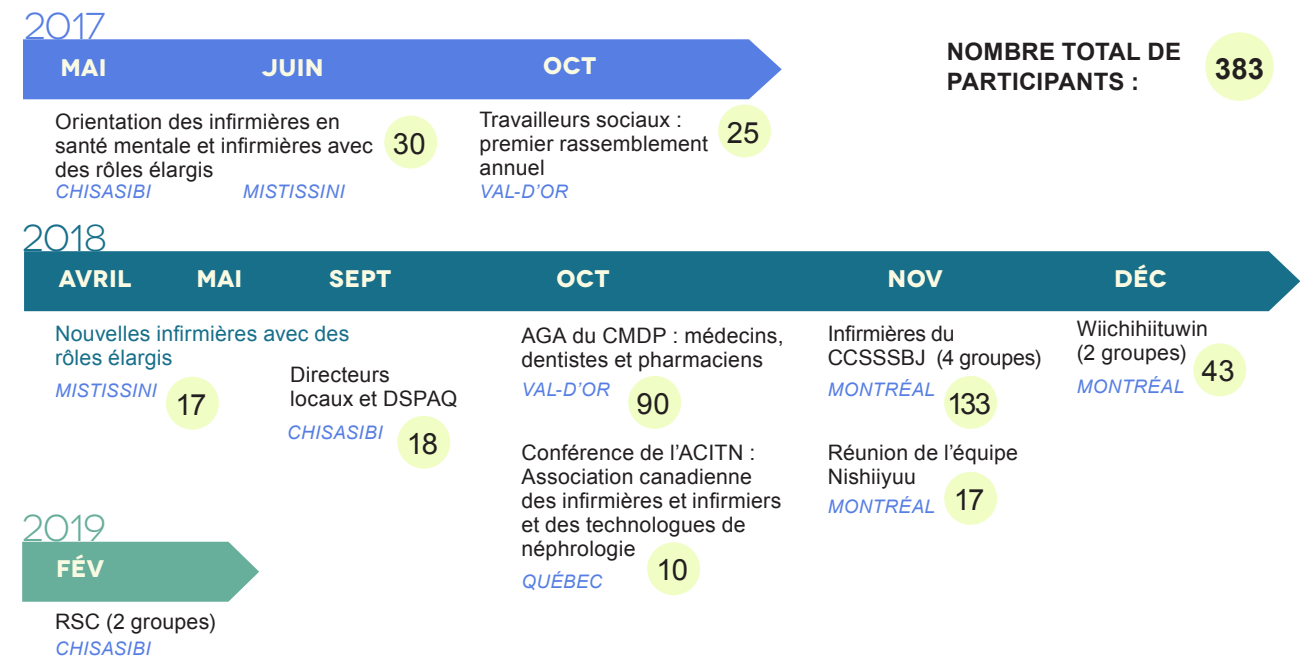 2017
MAI JUIN OCT
NOMBRE TOTAL DE
PARTICIPANTS :
383
Orientation des infirmières en
santé mentale et infirmières avec
des rôles élargis
30
CHISASIBI MISTISSINI
Travailleurs sociaux :
premier rassemblement
annuel
25
VAL-D’OR
2018
AVRIL MAI SEPT OCT NOV DÉC
Nouvelles infirmières avec des
rôles élargis
MISTISSINI
17
Directeurs
locaux et DSPAQ
CHISASIBI
18
AGA du CMDP : médecins,
dentistes et pharmaciens
VAL-D’OR
90
Conférence de l’ACITN :
Association canadienne
des infirmières et infirmiers
et des technologues de
néphrologie
10
QUÉBEC
Infirmières du
CCSSSBJ (4 groupes)
MONTRÉAL
133
Réunion de l’équipe
Nishiiyuu
MONTRÉAL
17
Wiichihiituwin
(2 groupes)
43
MONTRÉAL
2019
FÉV
RSC (2 groupes)
CHISASIBI